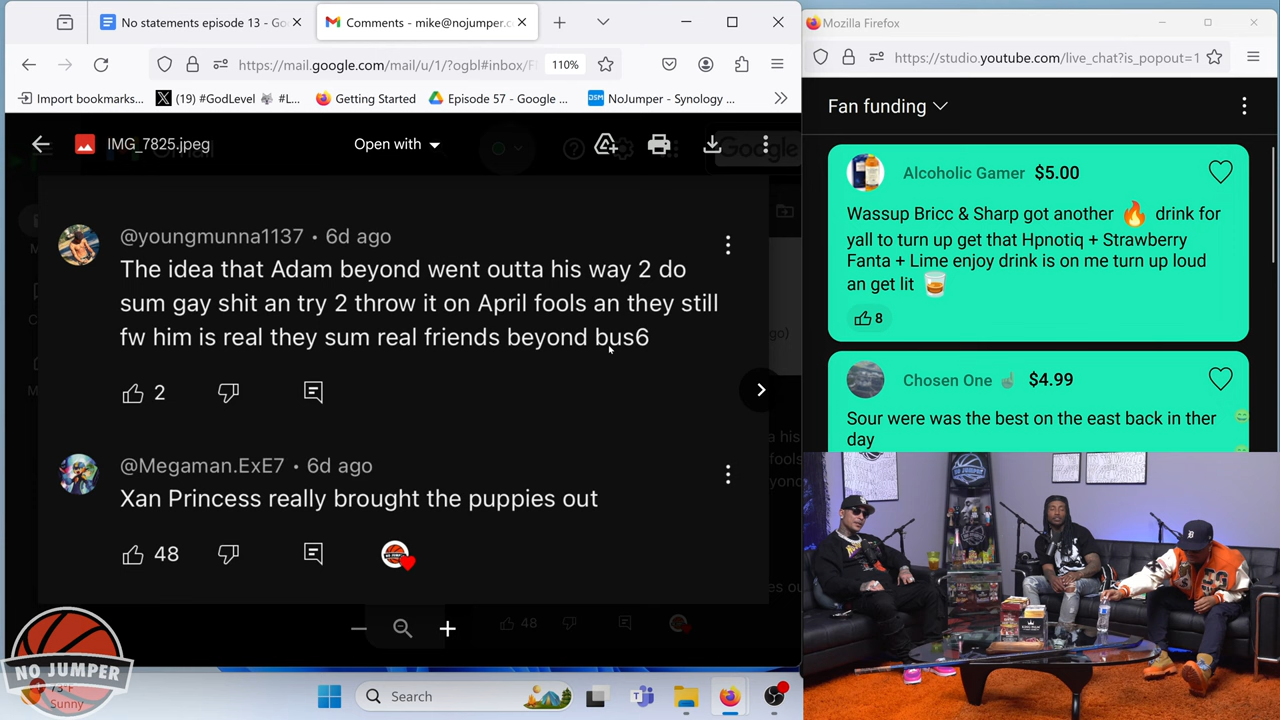 No statements episode 13 - Go
Comments - mike@nojumper.c
https://mail.google.com/mail/u/1/?ogbl#inbox/F
110%
Import bookmarks...
(19) #GodLevel #L...
Getting Started
Episode 57 - Google ...
NoJumper - Synology ...
IMG_7825.jpeg
Open with
Google
@youngmunna1137 • 6d ago
The idea that Adam beyond went outta his way 2 do
sum gay shit an try 2 throw it on April fools an they still
fw him is real they sum real friends beyond bus6
2
@Megaman.ExE7 • 6d ago
Xan Princess really brought the puppies out
48
48
NO JUMPER
73°F
Sunny
Search
Mozilla Firefox
https://studio.youtube.com/live_chat?is_popout=1
Fan funding
Alcoholic Gamer $5.00
Wassup Bricc & Sharp got another 🔥 drink for
yall to turn up get that Hpnotiq + Strawberry
Fanta + Lime enjoy drink is on me turn up loud
an get lit 🥃
8
Chosen One ☝ $4.99
Sour were was the best on the east back in ther
day